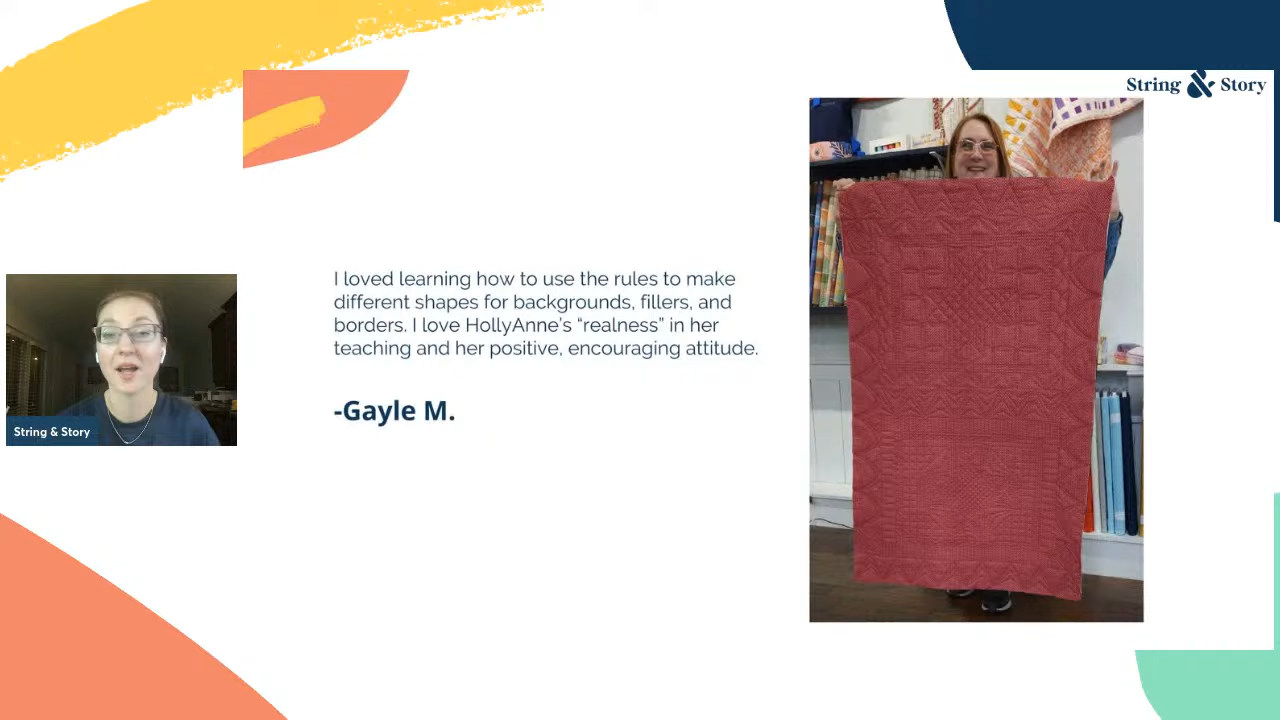 String & Story
I loved learning how to use the rules to make
different shapes for backgrounds, fillers, and
borders. I love HollyAnne's “realness” in her
teaching and her positive, encouraging attitude.
-Gayle M.
String & Story